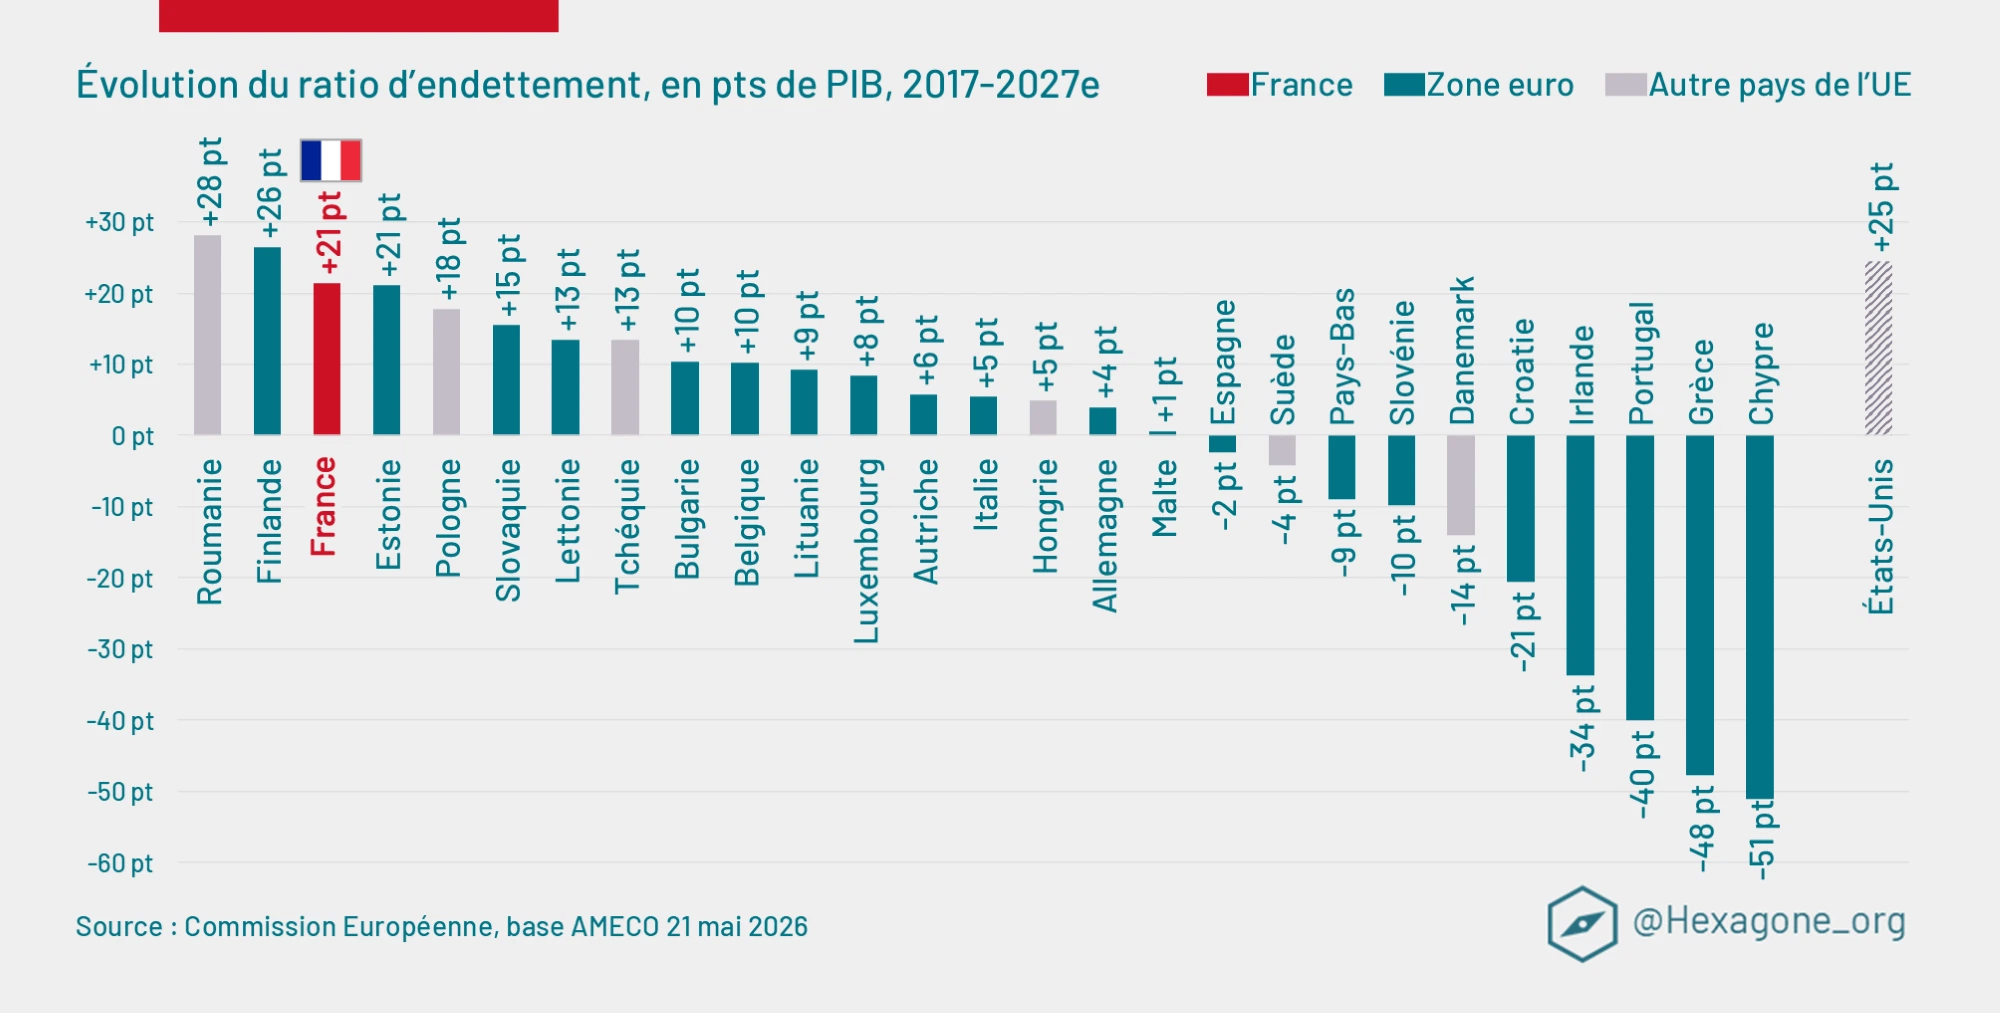 Évolution du ratio d’endettement, en pts de PIB, 2017-2027e
France
Zone euro
Autre pays de l’UE
+30 pt
+20 pt
+10 pt
0 pt
-10 pt
-20 pt
-30 pt
-40 pt
-50 pt
-60 pt
+28 pt
Roumanie
+26 pt
Finlande
+21 pt
France
+21 pt
Estonie
+18 pt
Pologne
+15 pt
Slovaquie
+13 pt
Lettonie
+13 pt
Tchéquie
+10 pt
Bulgarie
+10 pt
Belgique
+9 pt
Lituanie
+8 pt
Luxembourg
+6 pt
Autriche
+5 pt
Italie
+5 pt
Hongrie
+4 pt
Allemagne
+1 pt
Malte
Espagne
-2 pt
Suède
-4 pt
Pays-Bas
-9 pt
Slovénie
-10 pt
Danemark
-14 pt
Croatie
-21 pt
Irlande
-34 pt
Portugal
-40 pt
Grèce
-48 pt
Chypre
-51 pt
+25 pt
États-Unis
Source : Commission Européenne, base AMECO 21 mai 2026
@Hexagone_org